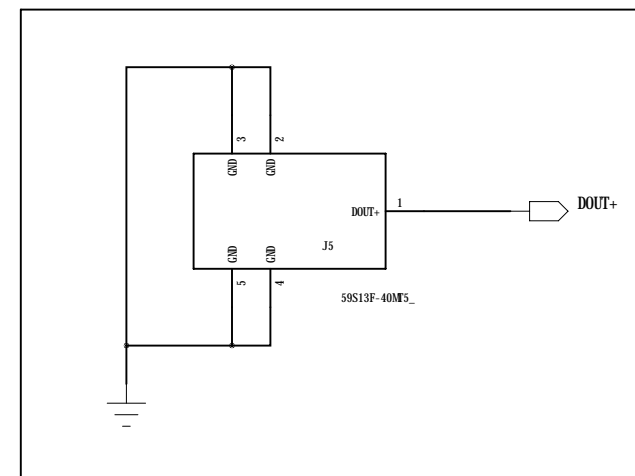 3
2
GND
GND
DOUT+
1
DOUT+
J5
GND
GND
5
4
59S13F-40MT5_